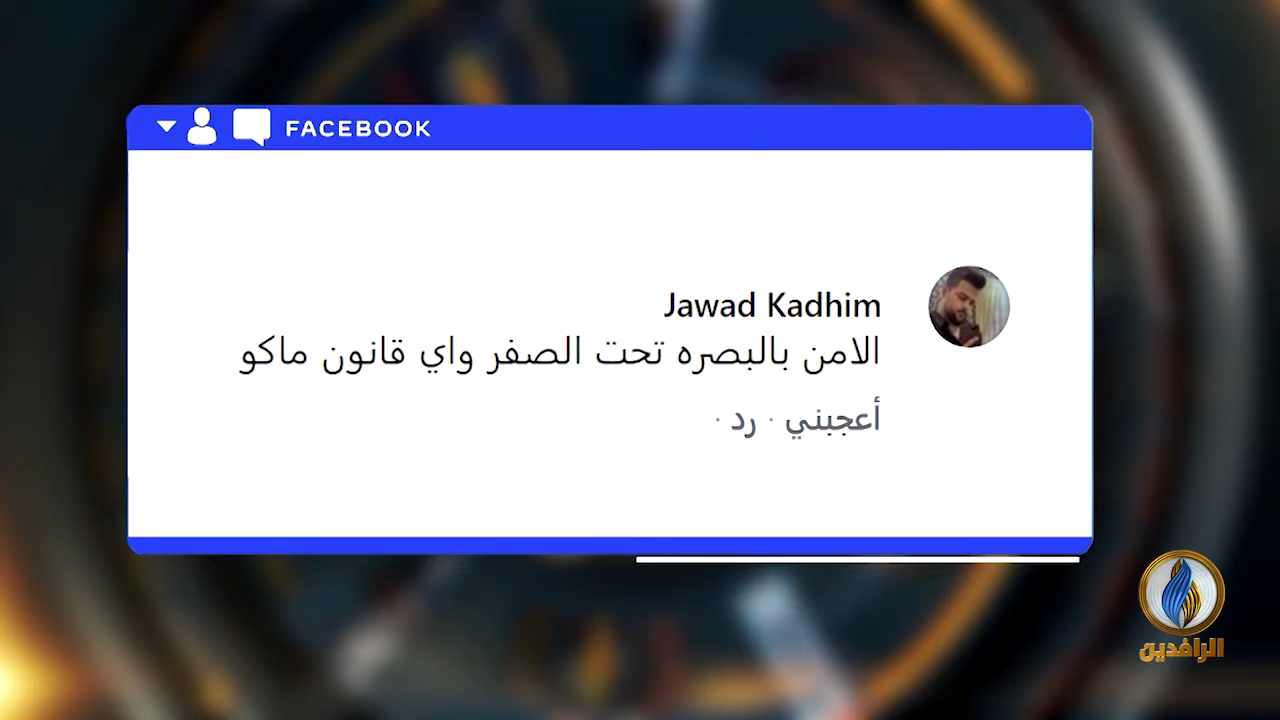 FACEBOOK
Jawad Kadhim
الامن بالبصره تحت الصفر واي قانون ماكو
أعجبني · رد ·
الرافدين